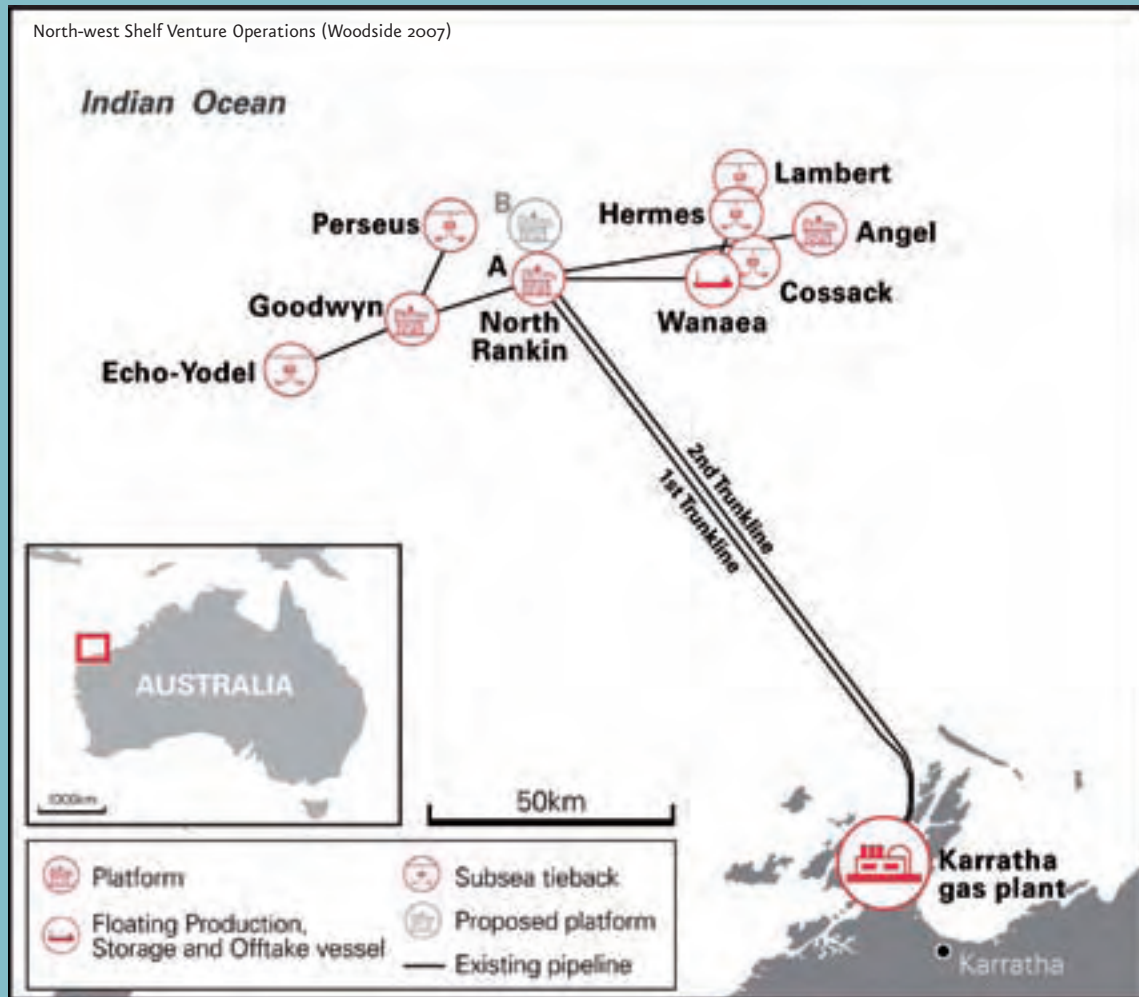 North-west Shelf Venture Operations (Woodside 2007)
Indian Ocean
Lambert
Hermes
Perseus
B
Angel
A
Goodwyn
Cossack
North
Rankin
Wanaea
Echo-Yodel
2nd Trunkline
1st Trunkline
AUSTRALIA
1000km
50km
Karratha
gas plant
Karratha
Platform
Floating Production,
Storage and Offtake vessel
Subsea tieback
Proposed platform
Existing pipeline